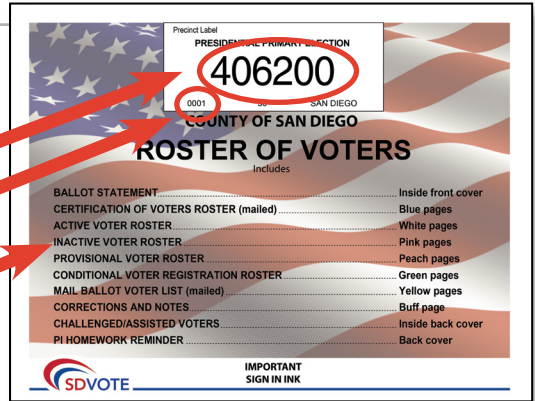 Precinct Label
PRESIDENTIAL PRIMARY ELECTION
406200
0001 SAN DIEGO
COUNTY OF SAN DIEGO
ROSTER OF VOTERS
Includes
BALLOT STATEMENT Inside front cover
CERTIFICATION OF VOTERS ROSTER (mailed) Blue pages
ACTIVE VOTER ROSTER White pages
INACTIVE VOTER ROSTER Pink pages
PROVISIONAL VOTER ROSTER Peach pages
CONDITIONAL VOTER REGISTRATION ROSTER Green pages
MAIL BALLOT VOTER LIST (mailed) Yellow pages
CORRECTIONS AND NOTES Buff page
CHALLENGED/ASSISTED VOTERS Inside back cover
PI HOMEWORK REMINDER Back cover
IMPORTANT
SIGN IN INK
SDVOTE